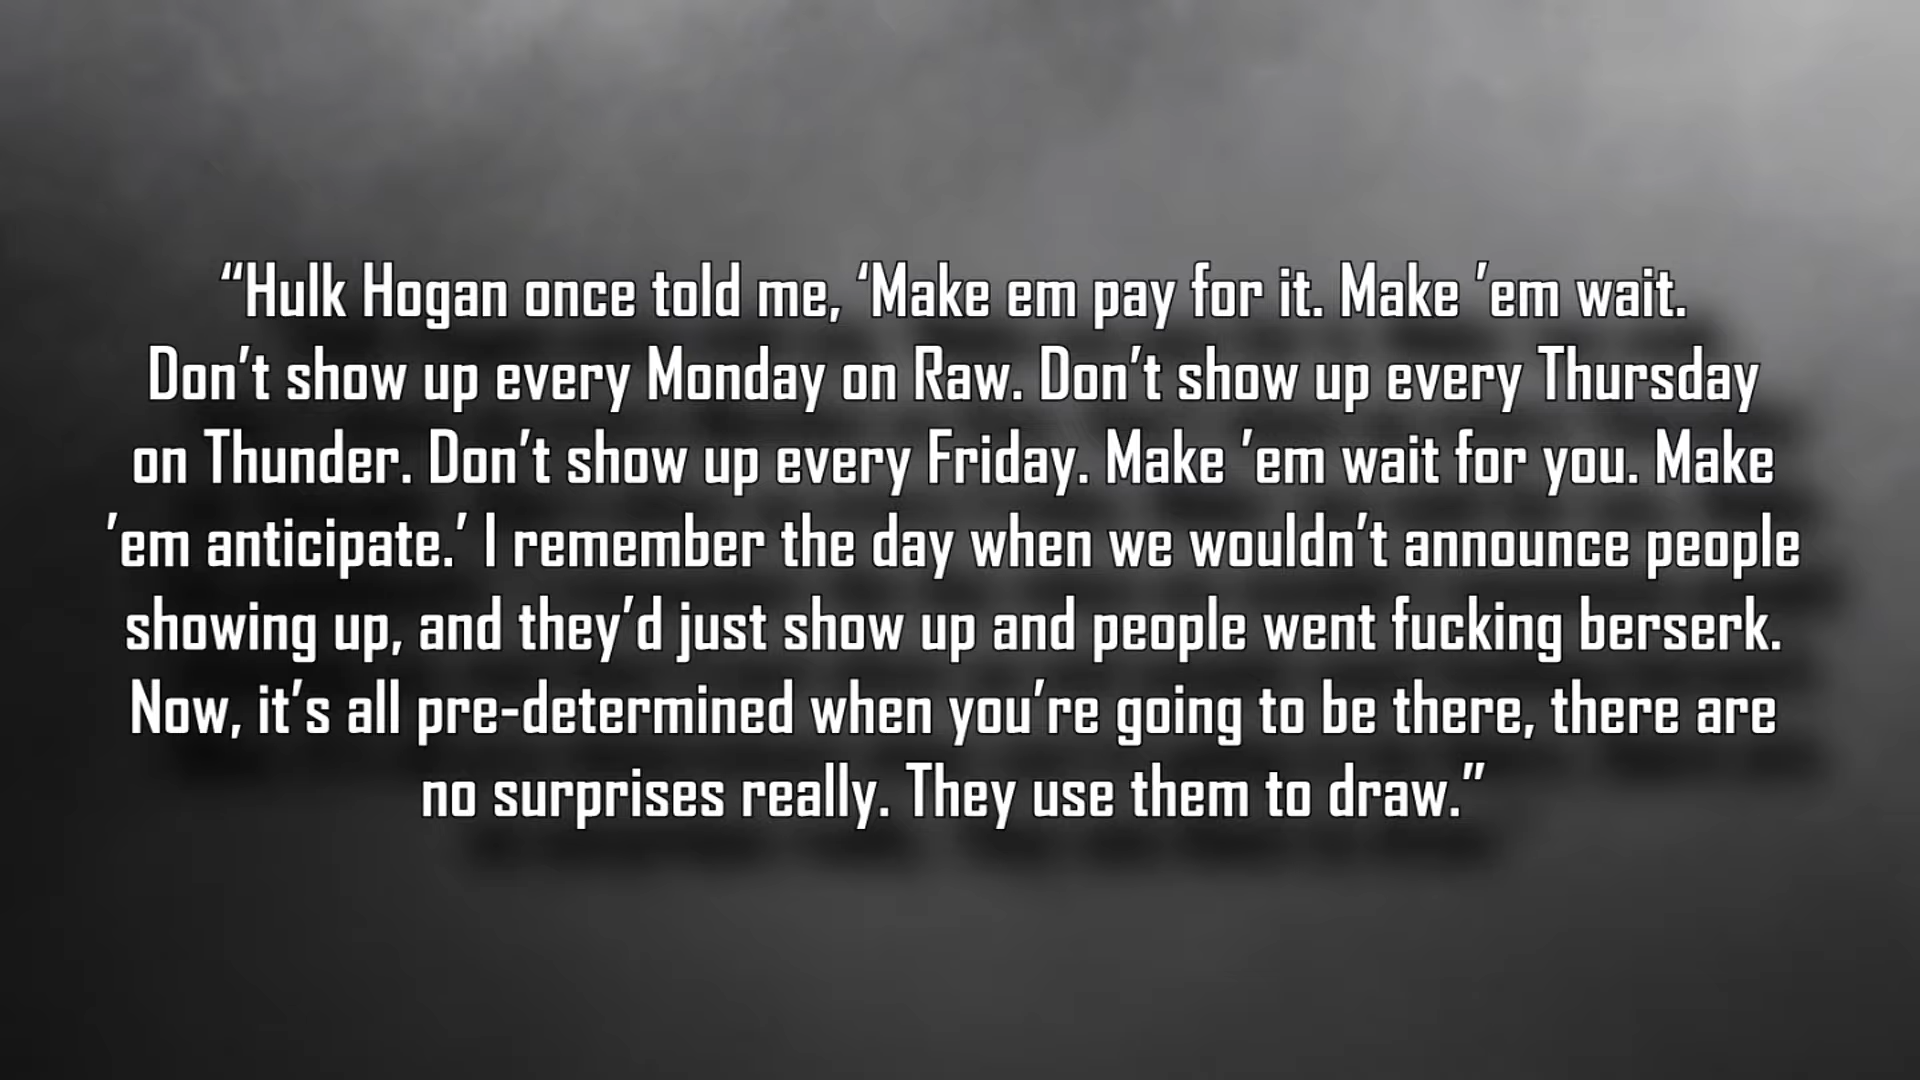 “Hulk Hogan once told me, ‘Make em pay for it. Make ’em wait.
Don’t show up every Monday on Raw. Don’t show up every Thursday
on Thunder. Don’t show up every Friday. Make ’em wait for you. Make
’em anticipate.’ I remember the day when we wouldn’t announce people
showing up, and they’d just show up and people went fucking berserk.
Now, it’s all pre-determined when you’re going to be there, there are
no surprises really. They use them to draw.”